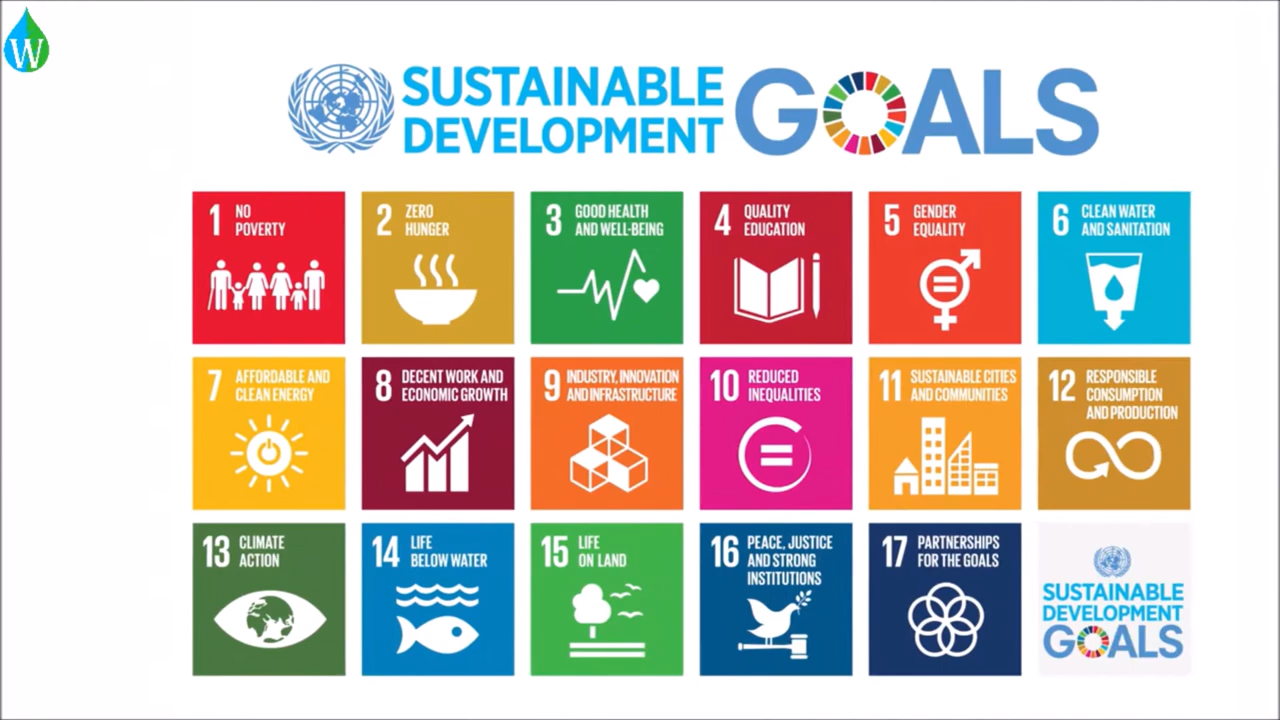 W
SUSTAINABLE
DEVELOPMENT
GOALS
1 NO
POVERTY
2 ZERO
HUNGER
3 GOOD HEALTH
AND WELL-BEING
4 QUALITY
EDUCATION
5 GENDER
EQUALITY
6 CLEAN WATER
AND SANITATION
7 AFFORDABLE AND
CLEAN ENERGY
8 DECENT WORK AND
ECONOMIC GROWTH
9 INDUSTRY, INNOVATION
AND INFRASTRUCTURE
10 REDUCED
INEQUALITIES
11 SUSTAINABLE CITIES
AND COMMUNITIES
12 RESPONSIBLE
CONSUMPTION
AND PRODUCTION
13 CLIMATE
ACTION
14 LIFE
BELOW WATER
15 LIFE
ON LAND
16 PEACE, JUSTICE
AND STRONG
INSTITUTIONS
17 PARTNERSHIPS
FOR THE GOALS
SUSTAINABLE
DEVELOPMENT
GOALS